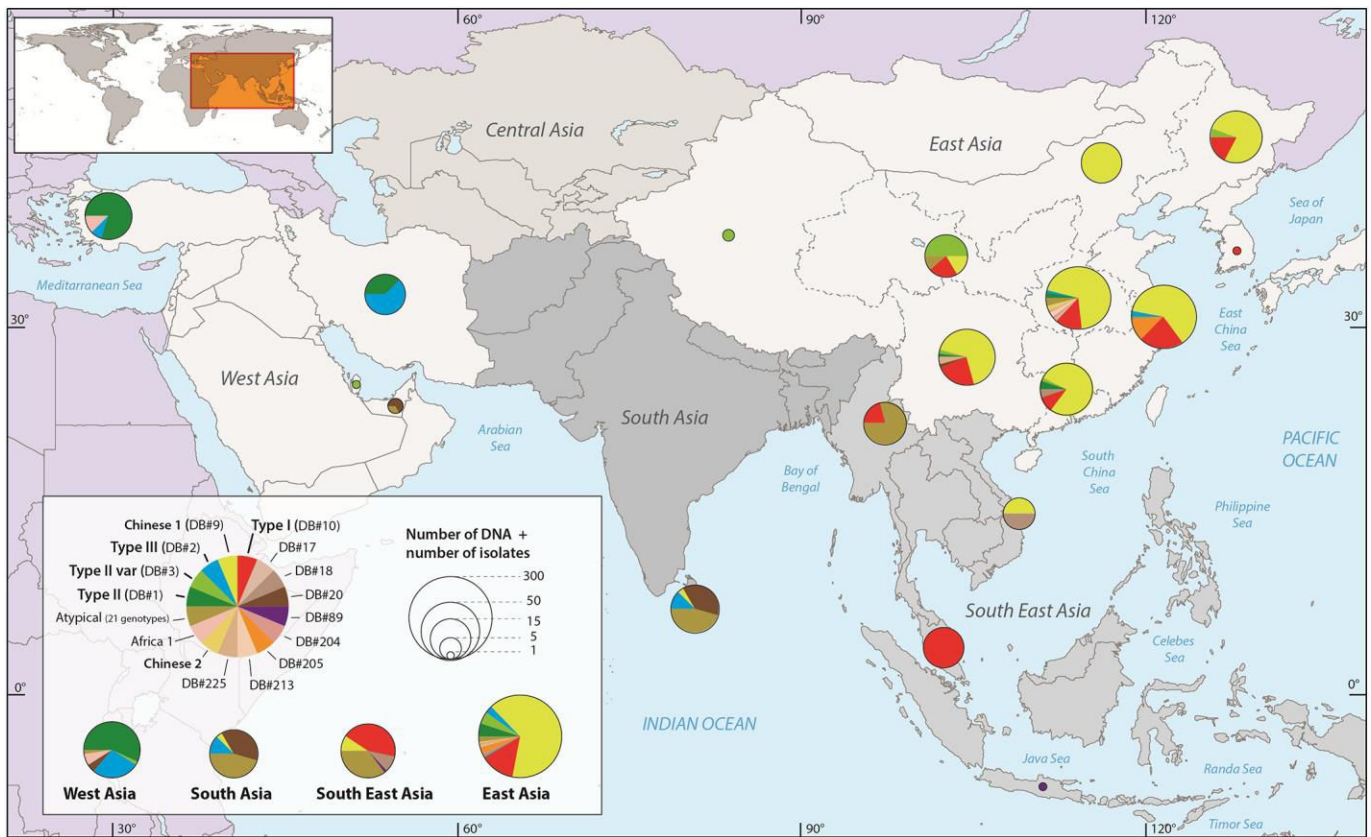 60°
90°
120°
Central Asia
East Asia
Sea of
Japan
Meditarranean Sea
30°
30°
East
China
Sea
West Asia
South Asia
Arabian
Sea
Bay of
Bengal
South
China
Sea
PACIFIC
OCEAN
Philippine
Sea
South East Asia
Celebes
Sea
0°
0°
INDIAN OCEAN
Java Sea
Randa Sea
Timor Sea
Chinese 1 (DB#9)
Type I (DB#10)
Type III (DB#2)
DB#17
Type II var (DB#3)
DB#18
Type II (DB#1)
DB#20
Atypical (21 genotypes)
DB#89
Africa 1
DB#204
Chinese 2
DB#205
DB#225
DB#213
Number of DNA +
number of isolates
300
50
15
5
1
West Asia
South Asia
South East Asia
East Asia
30°
60°
90°
120°